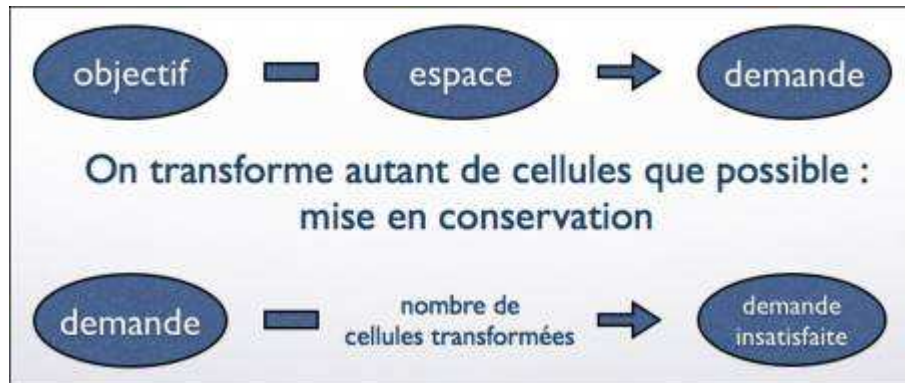 objectif espace demande
On transforme autant de cellules que possible :
mise en conservation
demande nombre de cellules transformées demande insatisfaite